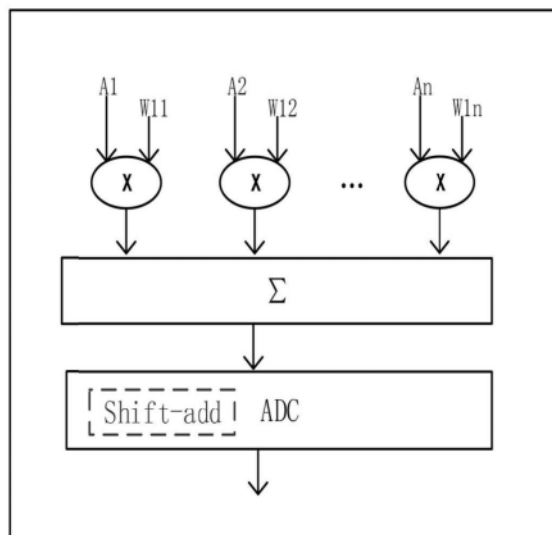 A1 W11 A2 W12 An W1n
X X ... X
Σ
Shift-add ADC